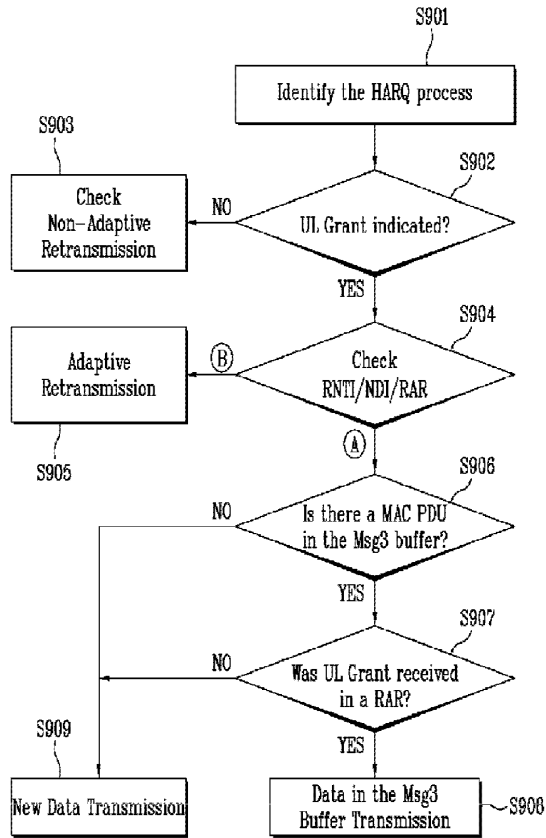 S901
Identify the HARQ process
S903
S902
Check
Non-Adaptive
Retransmission
NO
UL Grant indicated?
YES
S904
Adaptive
Retransmission
B
Check
RNTI/NDI/RAR
S905
A
S906
NO
Is there a MAC PDU
in the Msg3 buffer?
YES
S907
NO
Was UL Grant received
in a RAR?
S909
YES
New Data Transmission
Data in the Msg3
Buffer Transmission
S908